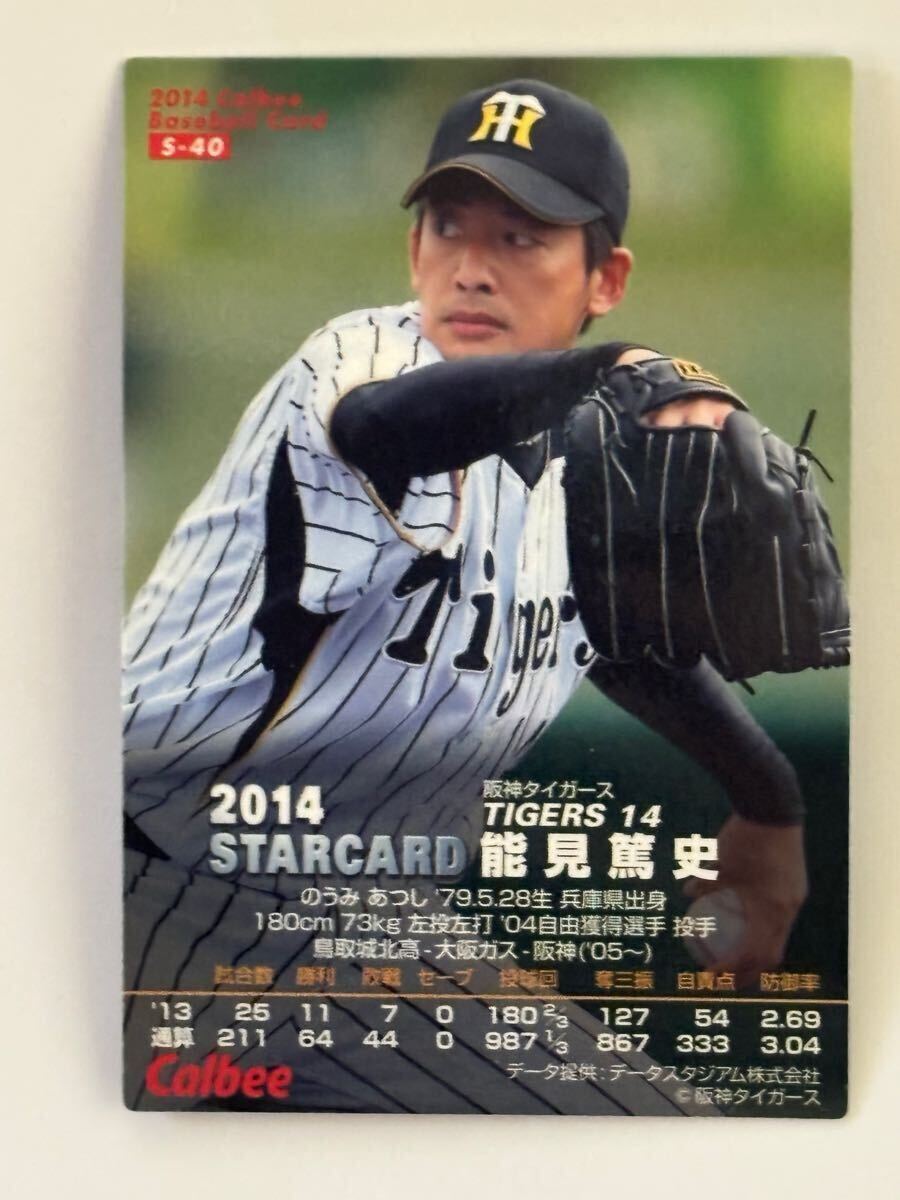 2014 Calbee
Baseball Card
S-40
TH
Tigers
阪神タイガース
2014 TIGERS 14
STARCARD 能見篤史
のうみ あつし '79.5.28生 兵庫県出身
180cm 73kg 左投左打 '04自由獲得選手 投手
鳥取城北高-大阪ガス-阪神('05〜)
試合数 勝利 敗戦 セーブ 投球回 奪三振 自責点 防御率
'13 25 11 7 0 180 2/3 127 54 2.69
通算 211 64 44 0 987 1/3 867 333 3.04
Calbee
データ提供:データスタジアム株式会社
©阪神タイガース